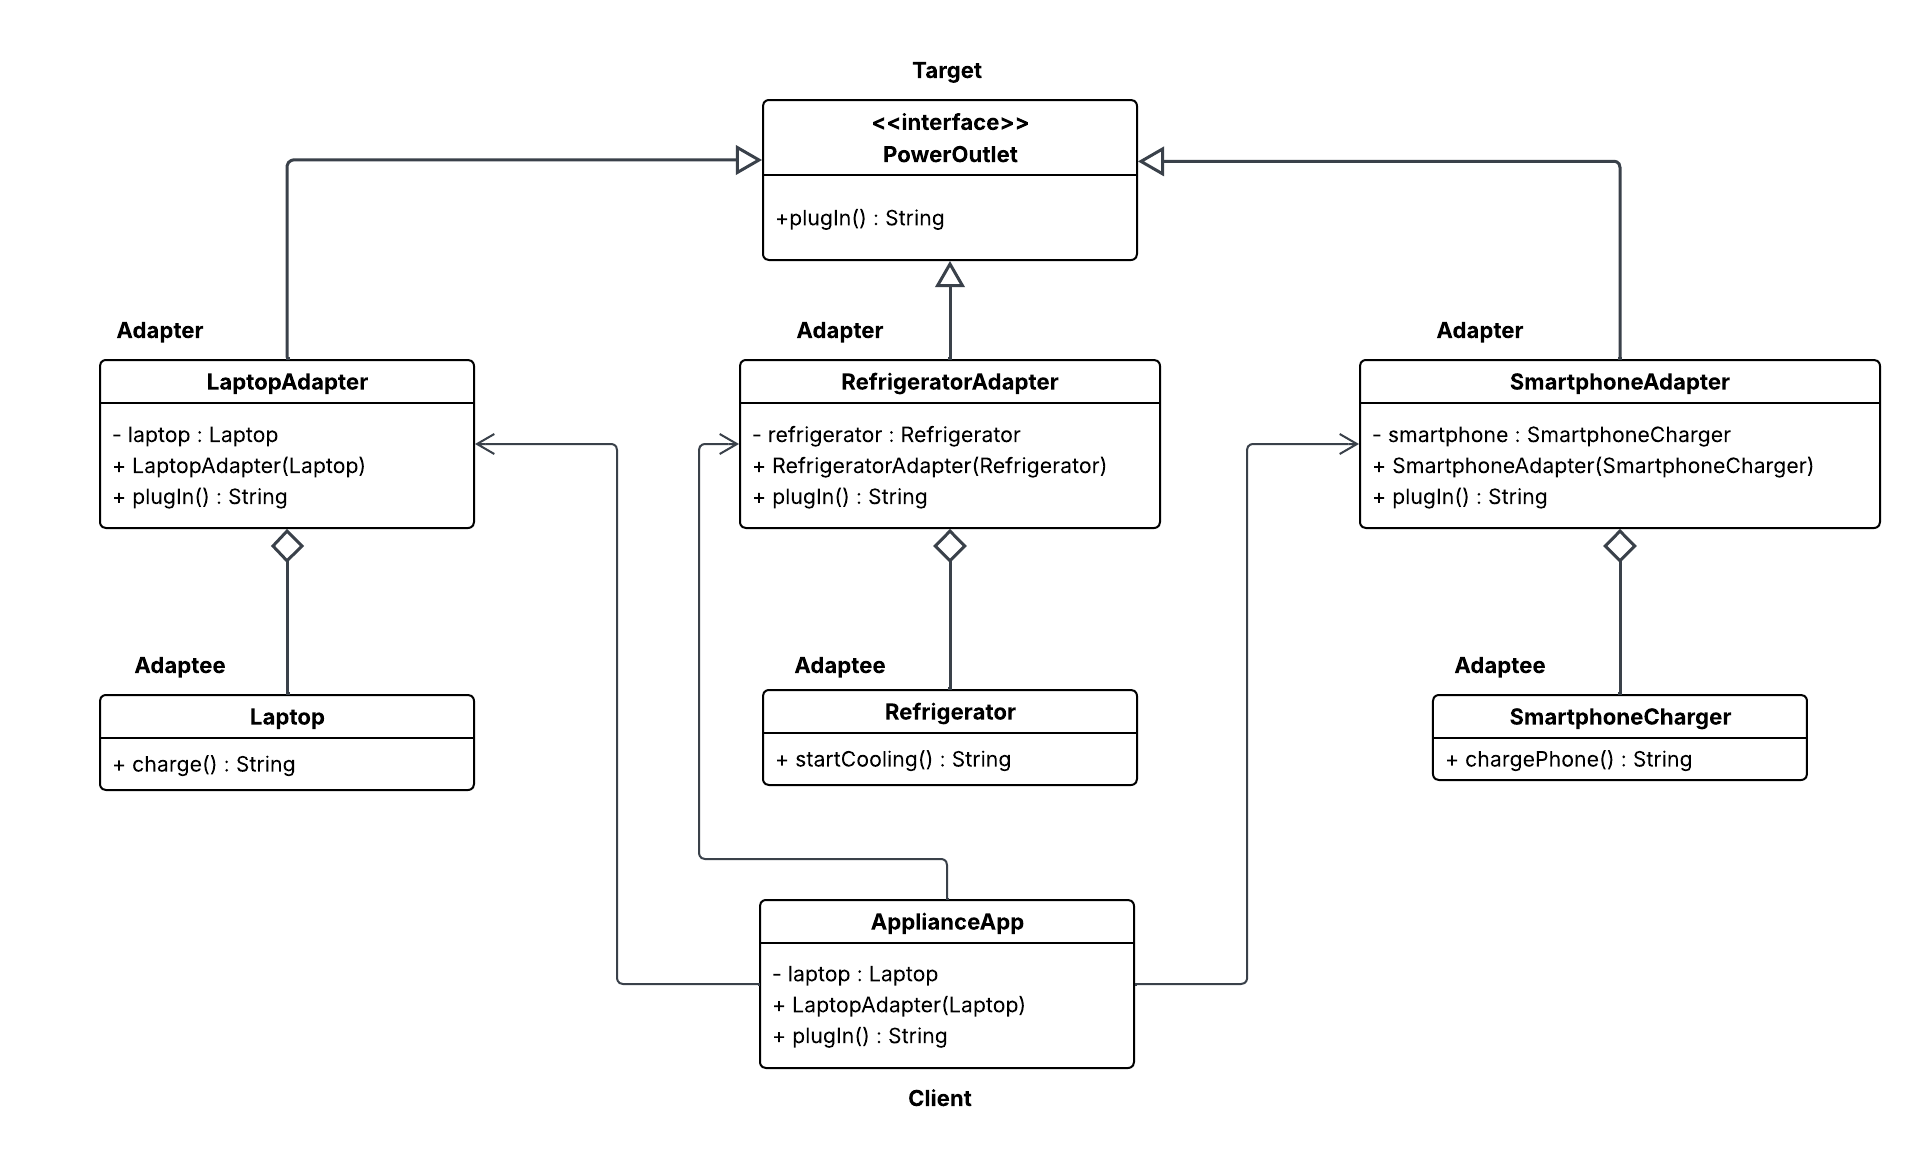 Target
<<interface>>
PowerOutlet
+plugIn() : String
Adapter
LaptopAdapter
- laptop : Laptop
+ LaptopAdapter(Laptop)
+ plugIn() : String
Adapter
RefrigeratorAdapter
- refrigerator : Refrigerator
+ RefrigeratorAdapter(Refrigerator)
+ plugIn() : String
Adapter
SmartphoneAdapter
- smartphone : SmartphoneCharger
+ SmartphoneAdapter(SmartphoneCharger)
+ plugIn() : String
Adaptee
Laptop
+ charge() : String
Adaptee
Refrigerator
+ startCooling() : String
Adaptee
SmartphoneCharger
+ chargePhone() : String
ApplianceApp
- laptop : Laptop
+ LaptopAdapter(Laptop)
+ plugIn() : String
Client